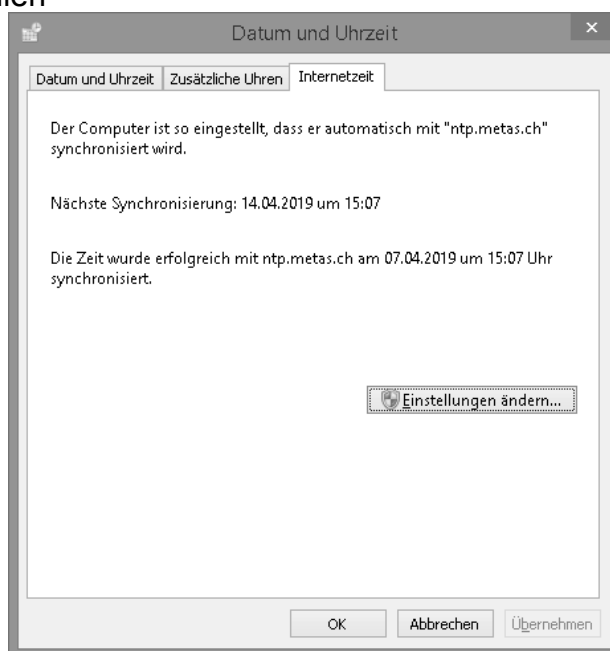 Datum und Uhrzeit
Datum und Uhrzeit Zusätzliche Uhren Internetzeit
Der Computer ist so eingestellt, dass er automatisch mit "ntp.metas.ch"
synchronisiert wird.
Nächste Synchronisierung: 14.04.2019 um 15:07
Die Zeit wurde erfolgreich mit ntp.metas.ch am 07.04.2019 um 15:07 Uhr
synchronisiert.
Einstellungen ändern...
OK Abbrechen Übernehmen